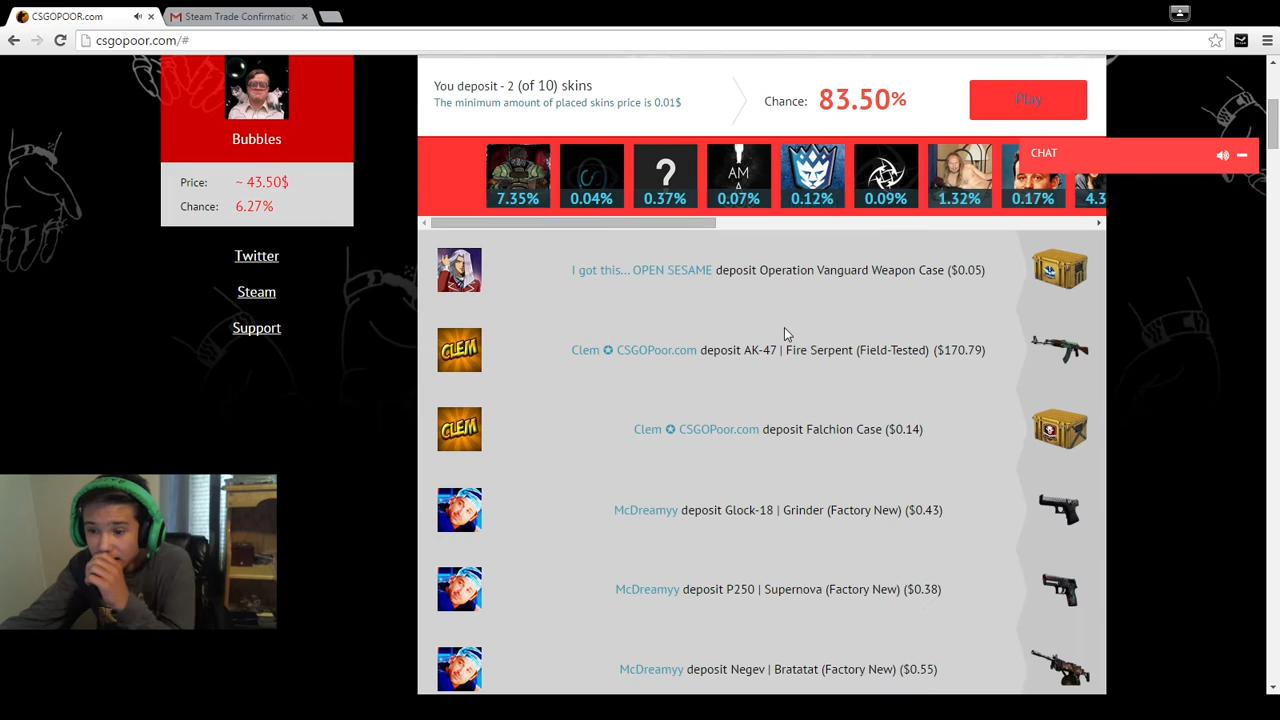 CSGOPOOR.com
Steam Trade Confirmation
csgopoor.com/#
Bubbles
Price: ~ 43.50$
Chance: 6.27%
Twitter
Steam
Support
You deposit - 2 (of 10) skins
The minimum amount of placed skins price is 0.01$
Chance: 83.50%
Play
CHAT
AM
?
7.35% 0.04% 0.37% 0.07% 0.12% 0.09% 1.32% 0.17% 4.3
I got this... OPEN SESAME deposit Operation Vanguard Weapon Case ($0.05)
CLEM
Clem ✪ CSGOPoor.com deposit AK-47 | Fire Serpent (Field-Tested) ($170.79)
CLEM
Clem ✪ CSGOPoor.com deposit Falchion Case ($0.14)
McDreamyy deposit Glock-18 | Grinder (Factory New) ($0.43)
McDreamyy deposit P250 | Supernova (Factory New) ($0.38)
McDreamyy deposit Negev | Bratatat (Factory New) ($0.55)